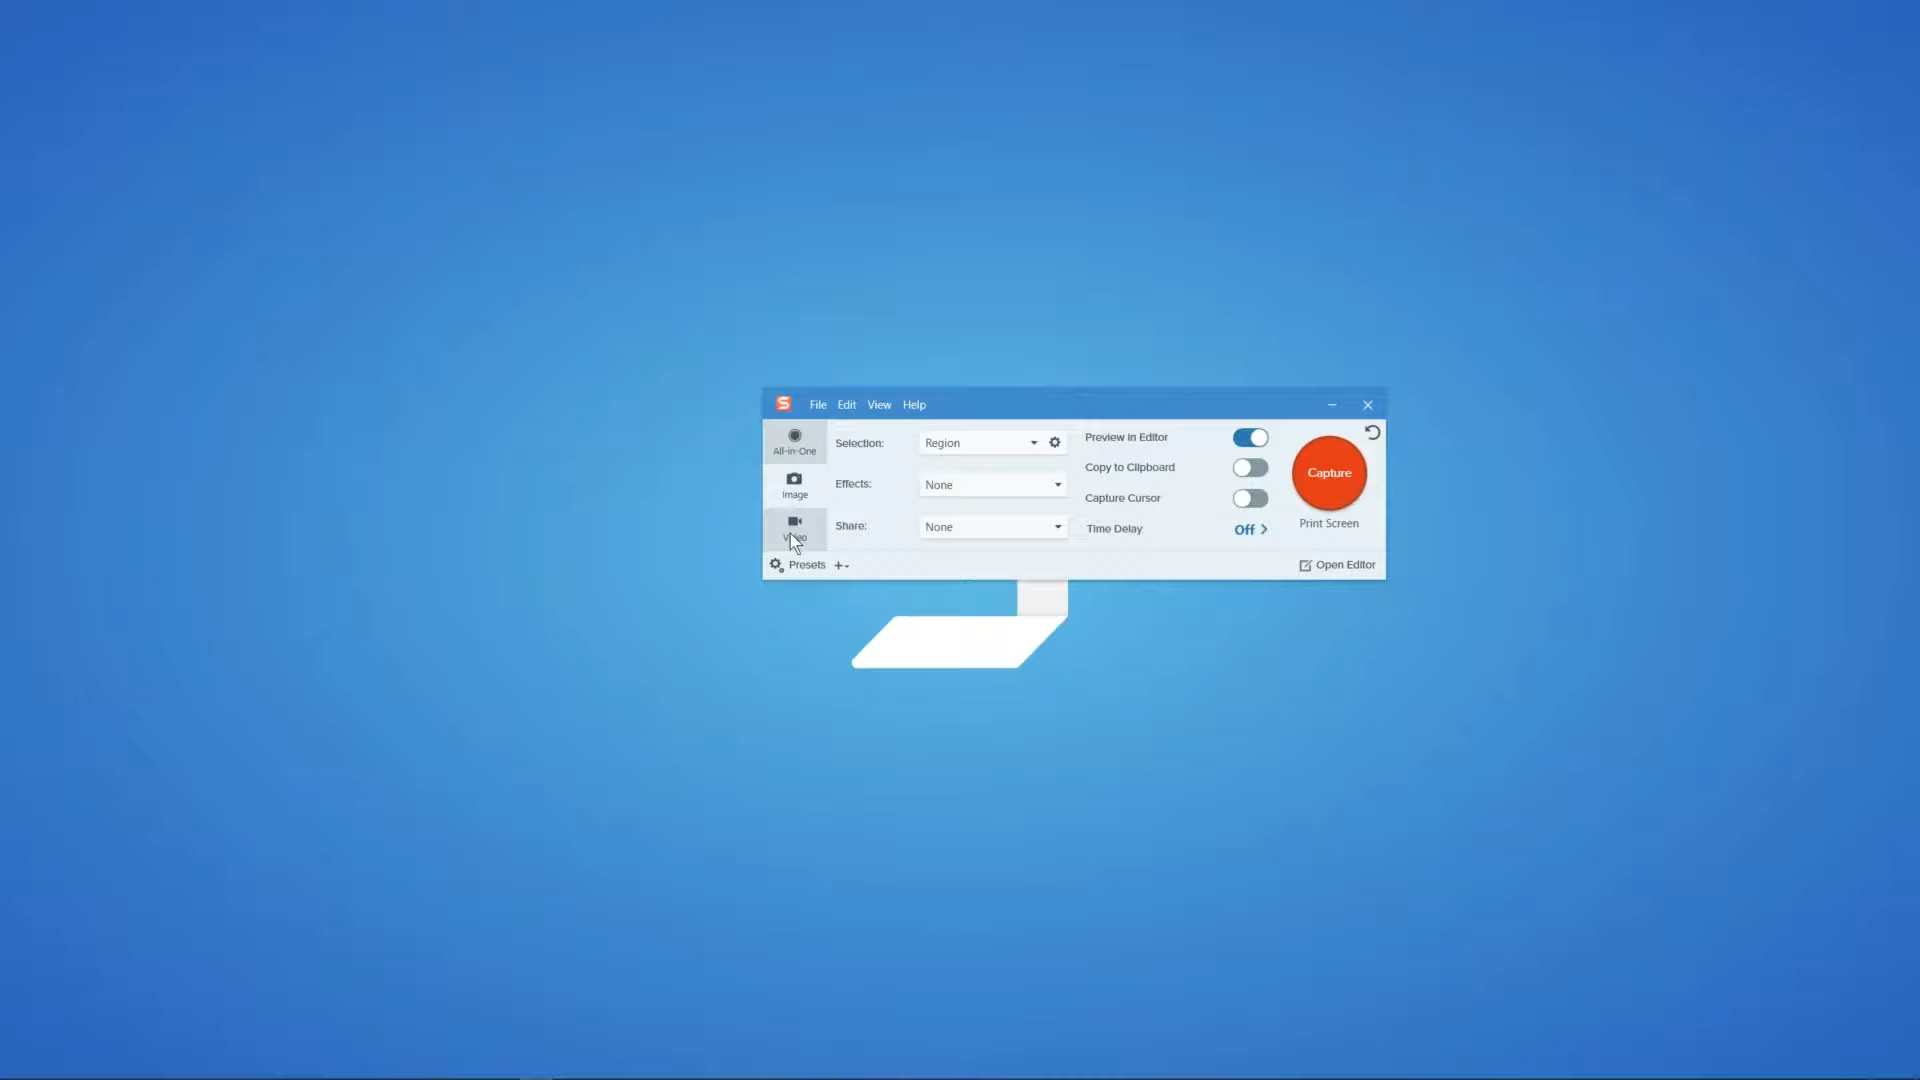 File Edit View Help
All-in-One
Image
Video
Selection: Region
Effects: None
Share: None
Preview in Editor
Copy to Clipboard
Capture Cursor
Time Delay Off
Capture
Print Screen
Presets
Open Editor